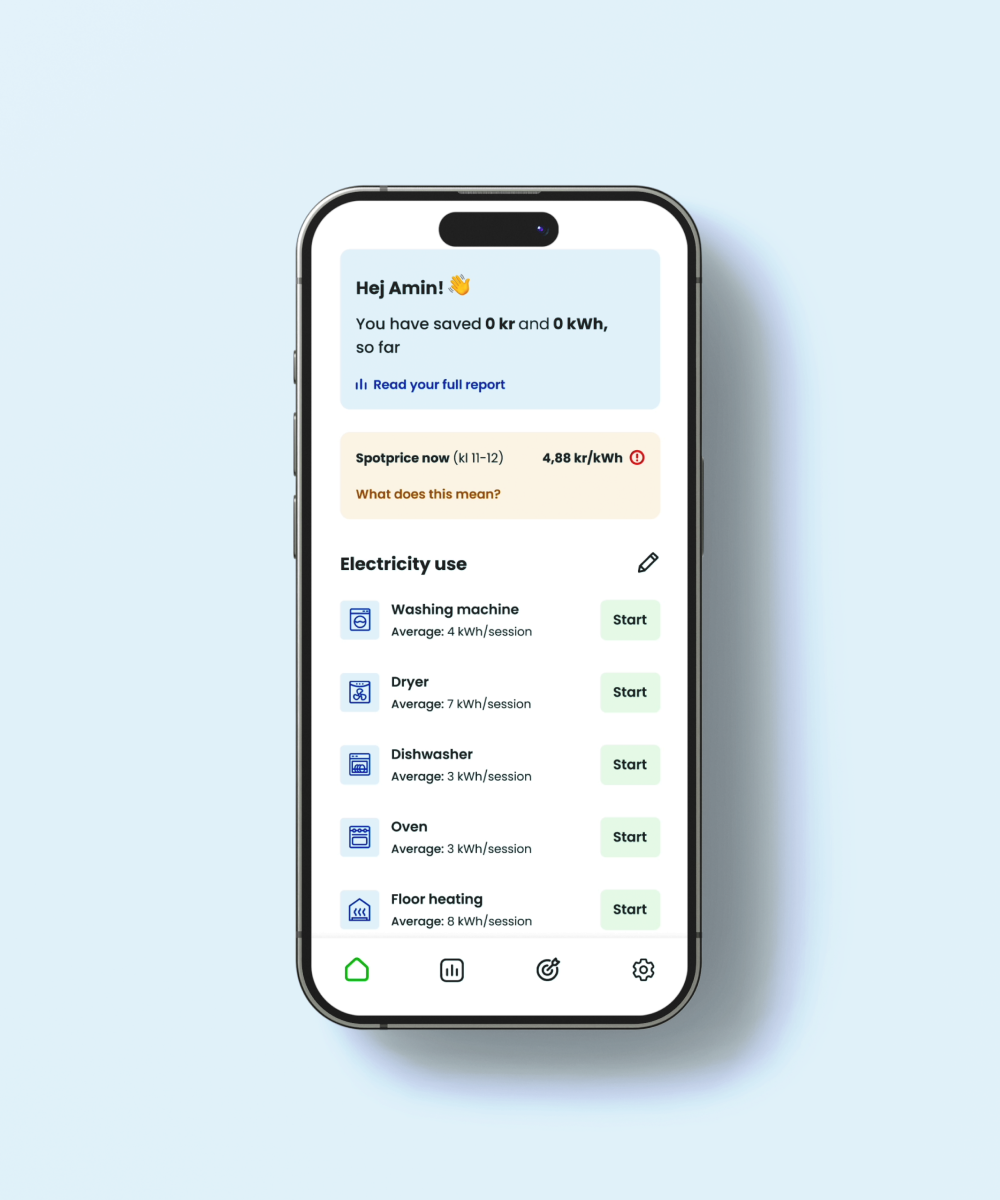 Hej Amin! 👋
You have saved 0 kr and 0 kWh,
so far
Read your full report
Spotprice now (kl 11-12) 4,88 kr/kWh
What does this mean?
Electricity use
Washing machine
Average: 4 kWh/session
Start
Dryer
Average: 7 kWh/session
Start
Dishwasher
Average: 3 kWh/session
Start
Oven
Average: 3 kWh/session
Start
Floor heating
Average: 8 kWh/session
Start